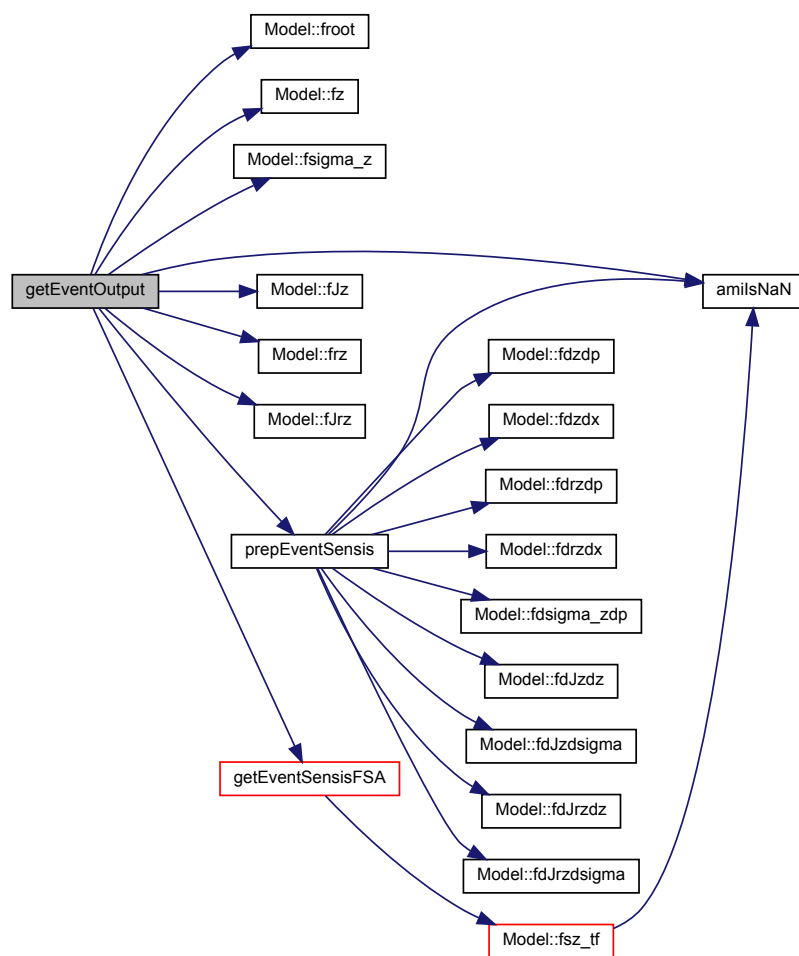 Model::froot
Model::fz
Model::fsigma_z
getEventOutput
Model::fJz
amiIsNaN
Model::frz
Model::fdzdp
Model::fJrz
Model::fdzdx
Model::fdrzdp
prepEventSensis
Model::fdrzdx
Model::fdsigma_zdp
Model::fdJzdz
Model::fdJzdsigma
getEventSensisFSA
Model::fdJrzdz
Model::fdJrzdsigma
Model::fsz_tf